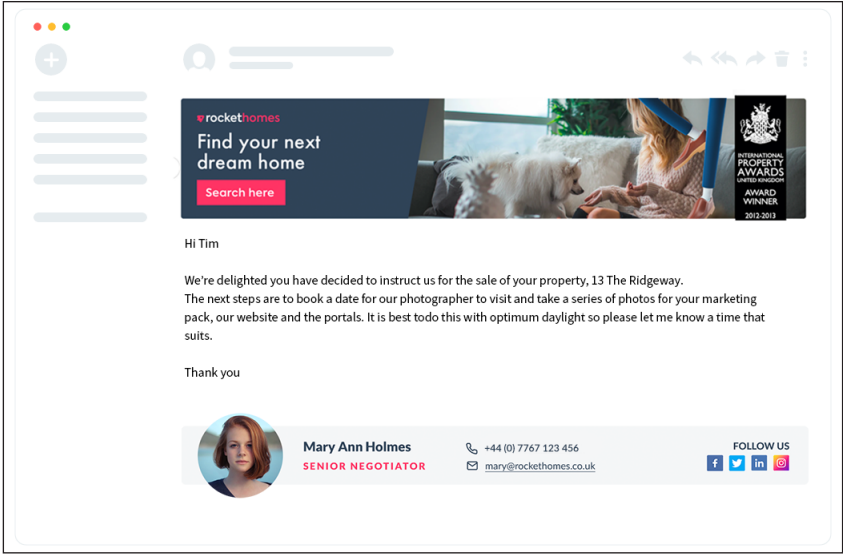 rockethomes
Find your next
dream home
Search here
INTERNATIONAL
PROPERTY
AWARDS
UNITED KINGDOM
AWARD
WINNER
2012-2013
Hi Tim
We're delighted you have decided to instruct us for the sale of your property, 13 The Ridgeway.
The next steps are to book a date for our photographer to visit and take a series of photos for your marketing
pack, our website and the portals. It is best todo this with optimum daylight so please let me know a time that
suits.
Thank you
Mary Ann Holmes
SENIOR NEGOTIATOR
+44 (0) 7767 123 456
mary@rockethomes.co.uk
FOLLOW US